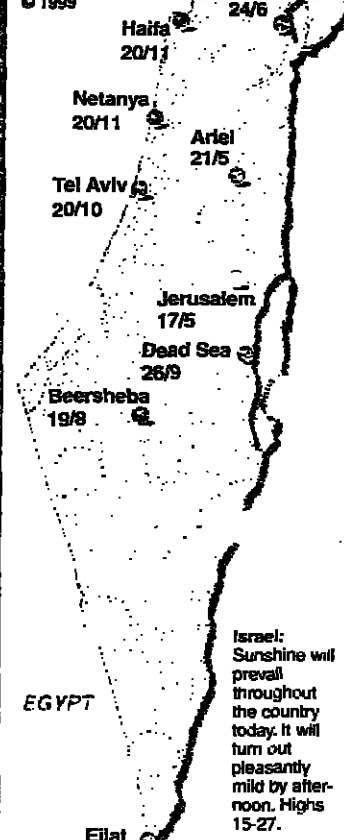 © 1999
24/6
Haifa
20/11
Netanya
20/11
Ariel
21/5
Tel Aviv
20/10
Jerusalem
17/5
Dead Sea
26/9
Beersheba
19/8
EGYPT
Israel:
Sunshine will
prevail
throughout
the country
today. It will
turn out
pleasantly
mild by after-
noon. Highs
15-27.
Eilat